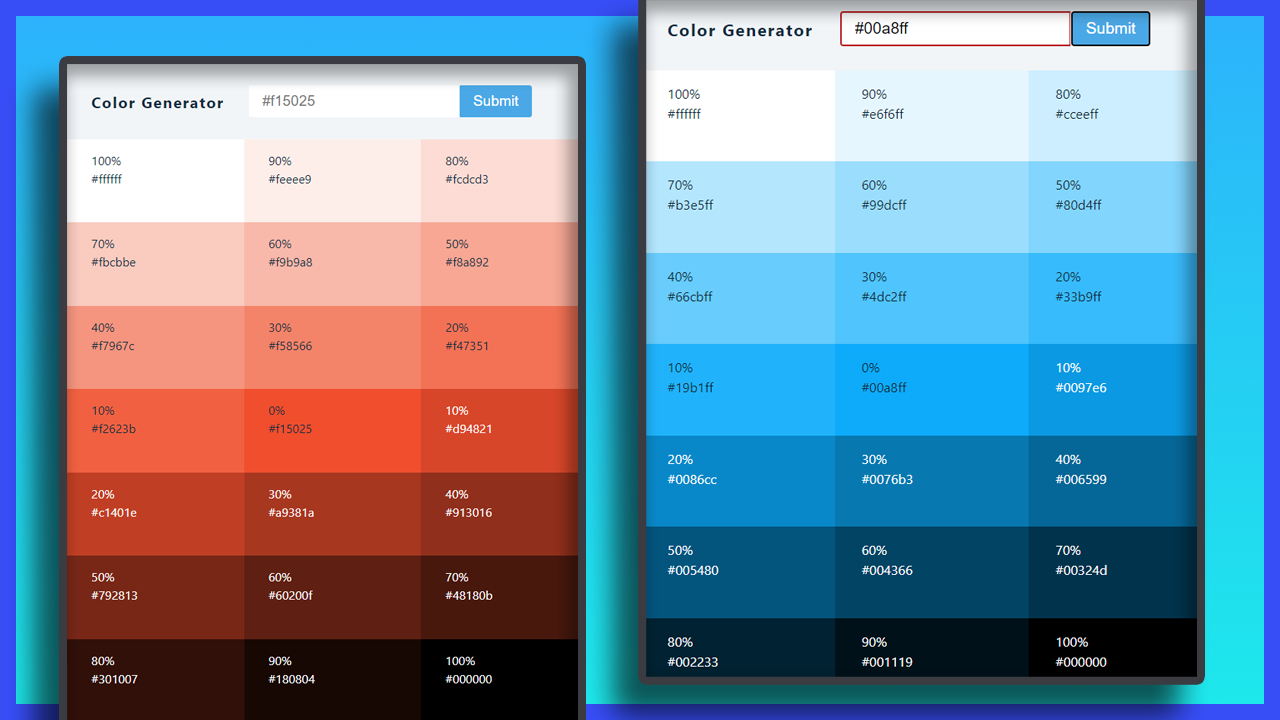 Color Generator
#f15025
Submit
100%
#ffffff
90%
#feeee9
80%
#fcdcd3
70%
#fbcbbe
60%
#f9b9a8
50%
#f8a892
40%
#f7967c
30%
#f58566
20%
#f47351
10%
#f2623b
0%
#f15025
10%
#d94821
20%
#c1401e
30%
#a9381a
40%
#913016
50%
#792813
60%
#60200f
70%
#48180b
80%
#301007
90%
#180804
100%
#000000
Color Generator
#00a8ff
Submit
100%
#ffffff
90%
#e6f6ff
80%
#cceeff
70%
#b3e5ff
60%
#99dcff
50%
#80d4ff
40%
#66cbff
30%
#4dc2ff
20%
#33b9ff
10%
#19b1ff
0%
#00a8ff
10%
#0097e6
20%
#0086cc
30%
#0076b3
40%
#006599
50%
#005480
60%
#004366
70%
#00324d
80%
#002233
90%
#001119
100%
#000000